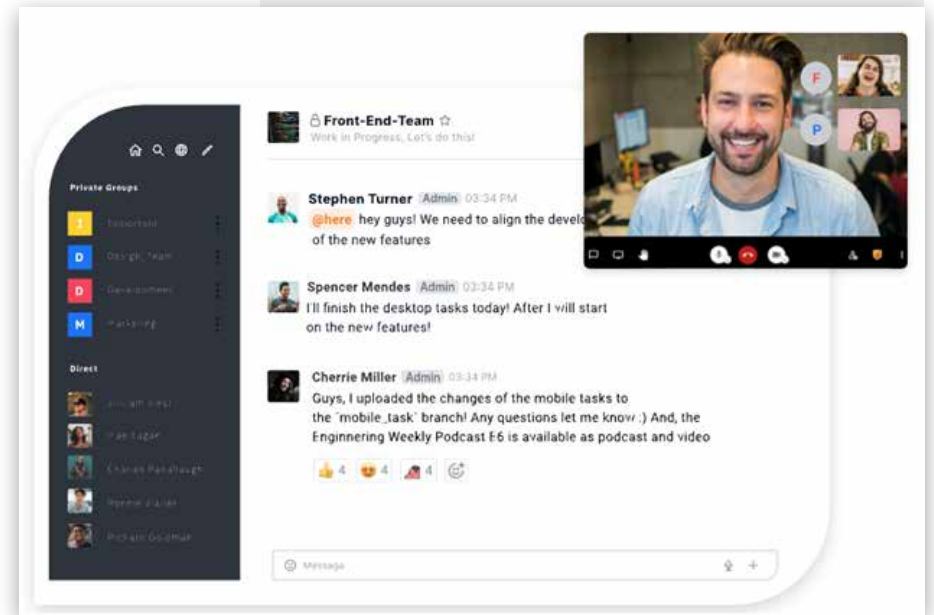 Private Groups
I
Important
D
Design_Team
D
M
Marketing
Direct
Front-End-Team
Work in Progress, Let's do this!
Stephen Turner Admin 03:34 PM
@here hey guys! We need to align the
of the new features
Spencer Mendes Admin 03:34 PM
I'll finish the desktop tasks today! After I will start
on the new features!
Cherrie Miller Admin 03:34 PM
Guys, I uploaded the changes of the mobile tasks to
the `mobile_task` branch! Any questions let me know :) And, the
Enginnering Weekly Podcast E6 is available as podcast and video
4 4 4
Message
F
P